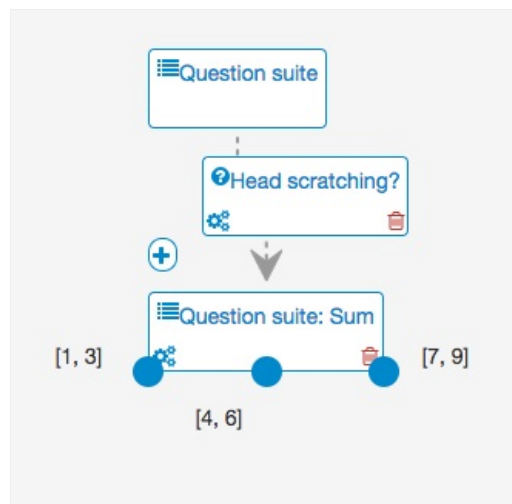 Question suite
Head scratching?
Question suite: Sum
[1, 3]
[7, 9]
[4, 6]